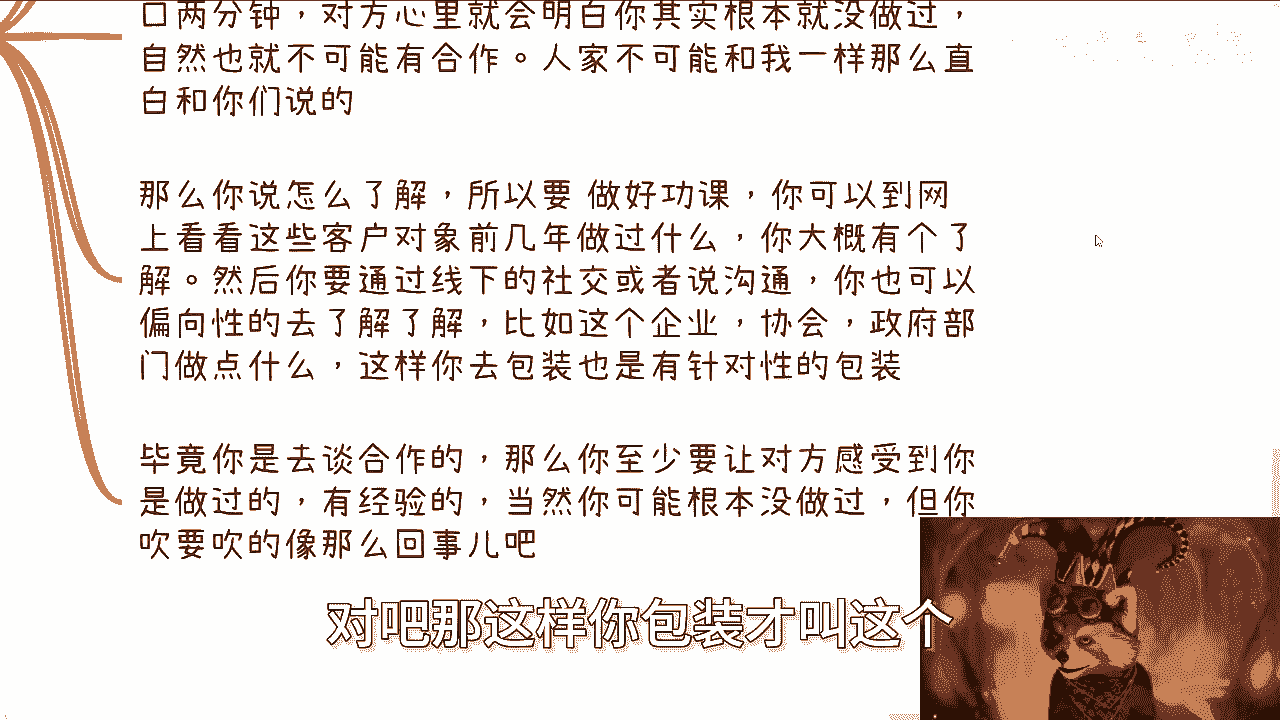 口两分钟，对方心里就会明白你其实根本就没做过，
自然也就不可能有合作。人家不可能和我一样那么直
白和你们说的
那么你说怎么了解，所以要 做好功课，你可以到网
上看看这些客户对象前几年做过什么，你大概有个了
解。然后你要通过线下的社交或者说沟通，你也可以
偏向性的去了解了解，比如这个企业，协会，政府部
门做点什么，这样你去包装也是有针对性的包装
毕竟你是去谈合作的，那么你至少要让对方感受到你
是做过的，有经验的，当然你可能根本没做过，但你
吹要吹的像那么回事儿吧
对吧那这样你包装才叫这个